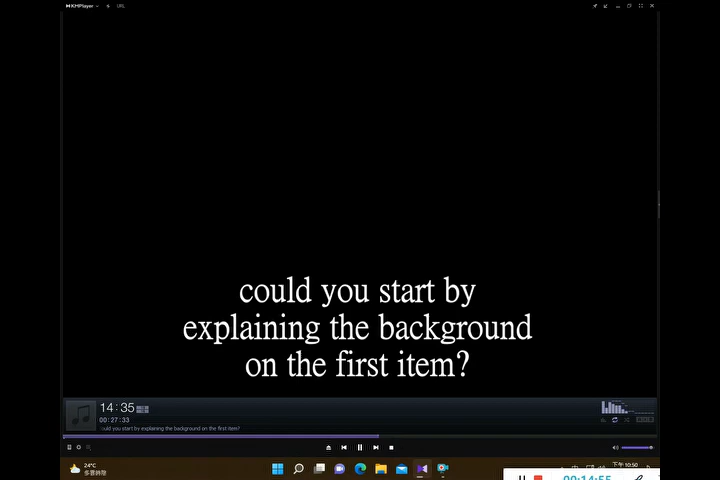 KMPlayer
URL
could you start by
explaining the background
on the first item?
14:35
00:27:33
could you start by explaining the background on the first item?
24°C
多雲時陰
下午 10:50
00:14:55